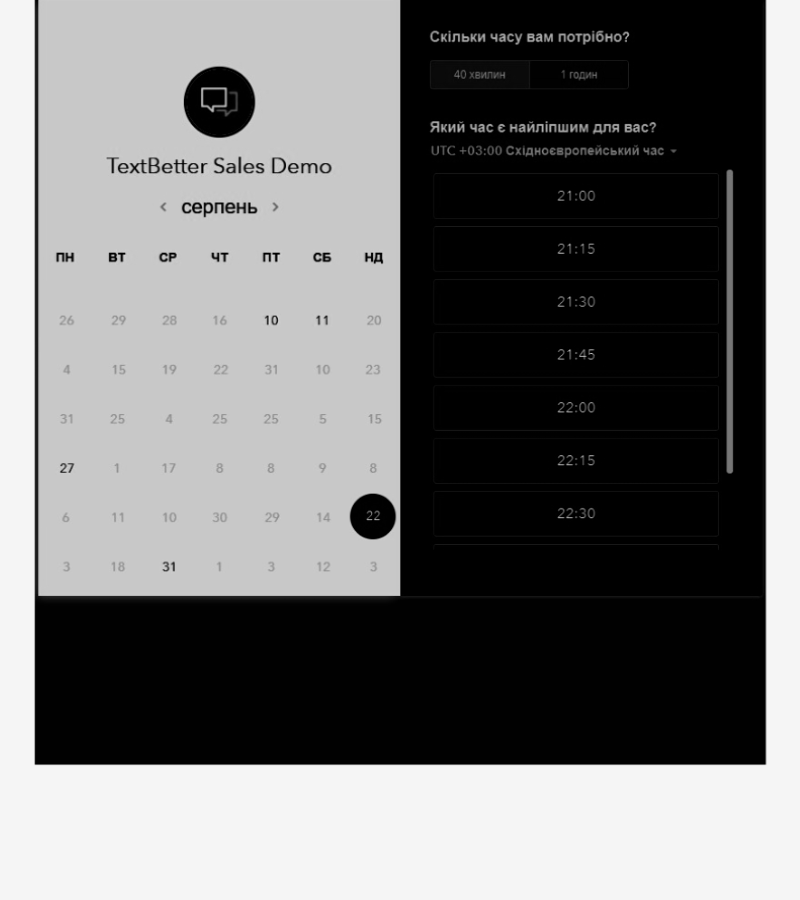 TextBetter Sales Demo
серпень
ПН ВТ СР ЧТ ПТ СБ НД
26 29 28 16 10 11 20
4 15 19 22 31 10 23
31 25 4 25 25 5 15
27 1 17 8 8 9 8
6 11 10 30 29 14 22
3 18 31 1 3 12 3
Скільки часу вам потрібно?
40 хвилин 1 годин
Який час є найліпшим для вас?
UTC +03:00 Східноєвропейський час
21:00
21:15
21:30
21:45
22:00
22:15
22:30